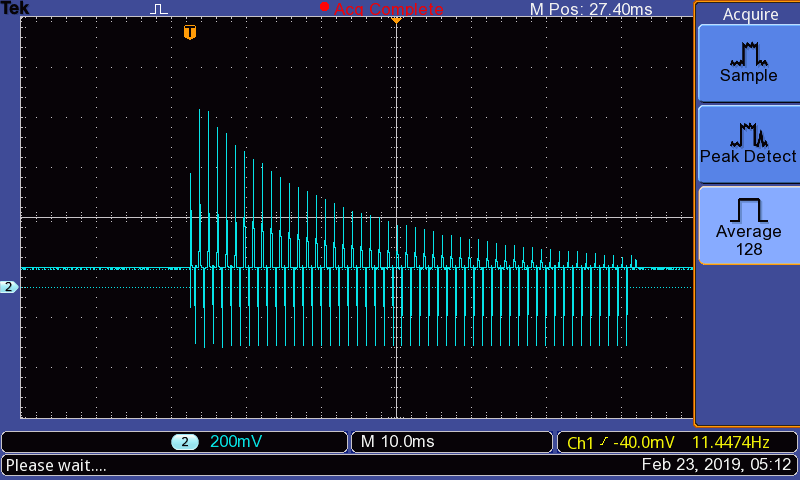 Tek
Acq Complete
M Pos: 27.40ms
Acquire
T
Sample
Peak Detect
Average
128
2
2 200mV
M 10.0ms
Ch1 -40.0mV 11.4474Hz
Please wait....
Feb 23, 2019, 05:12